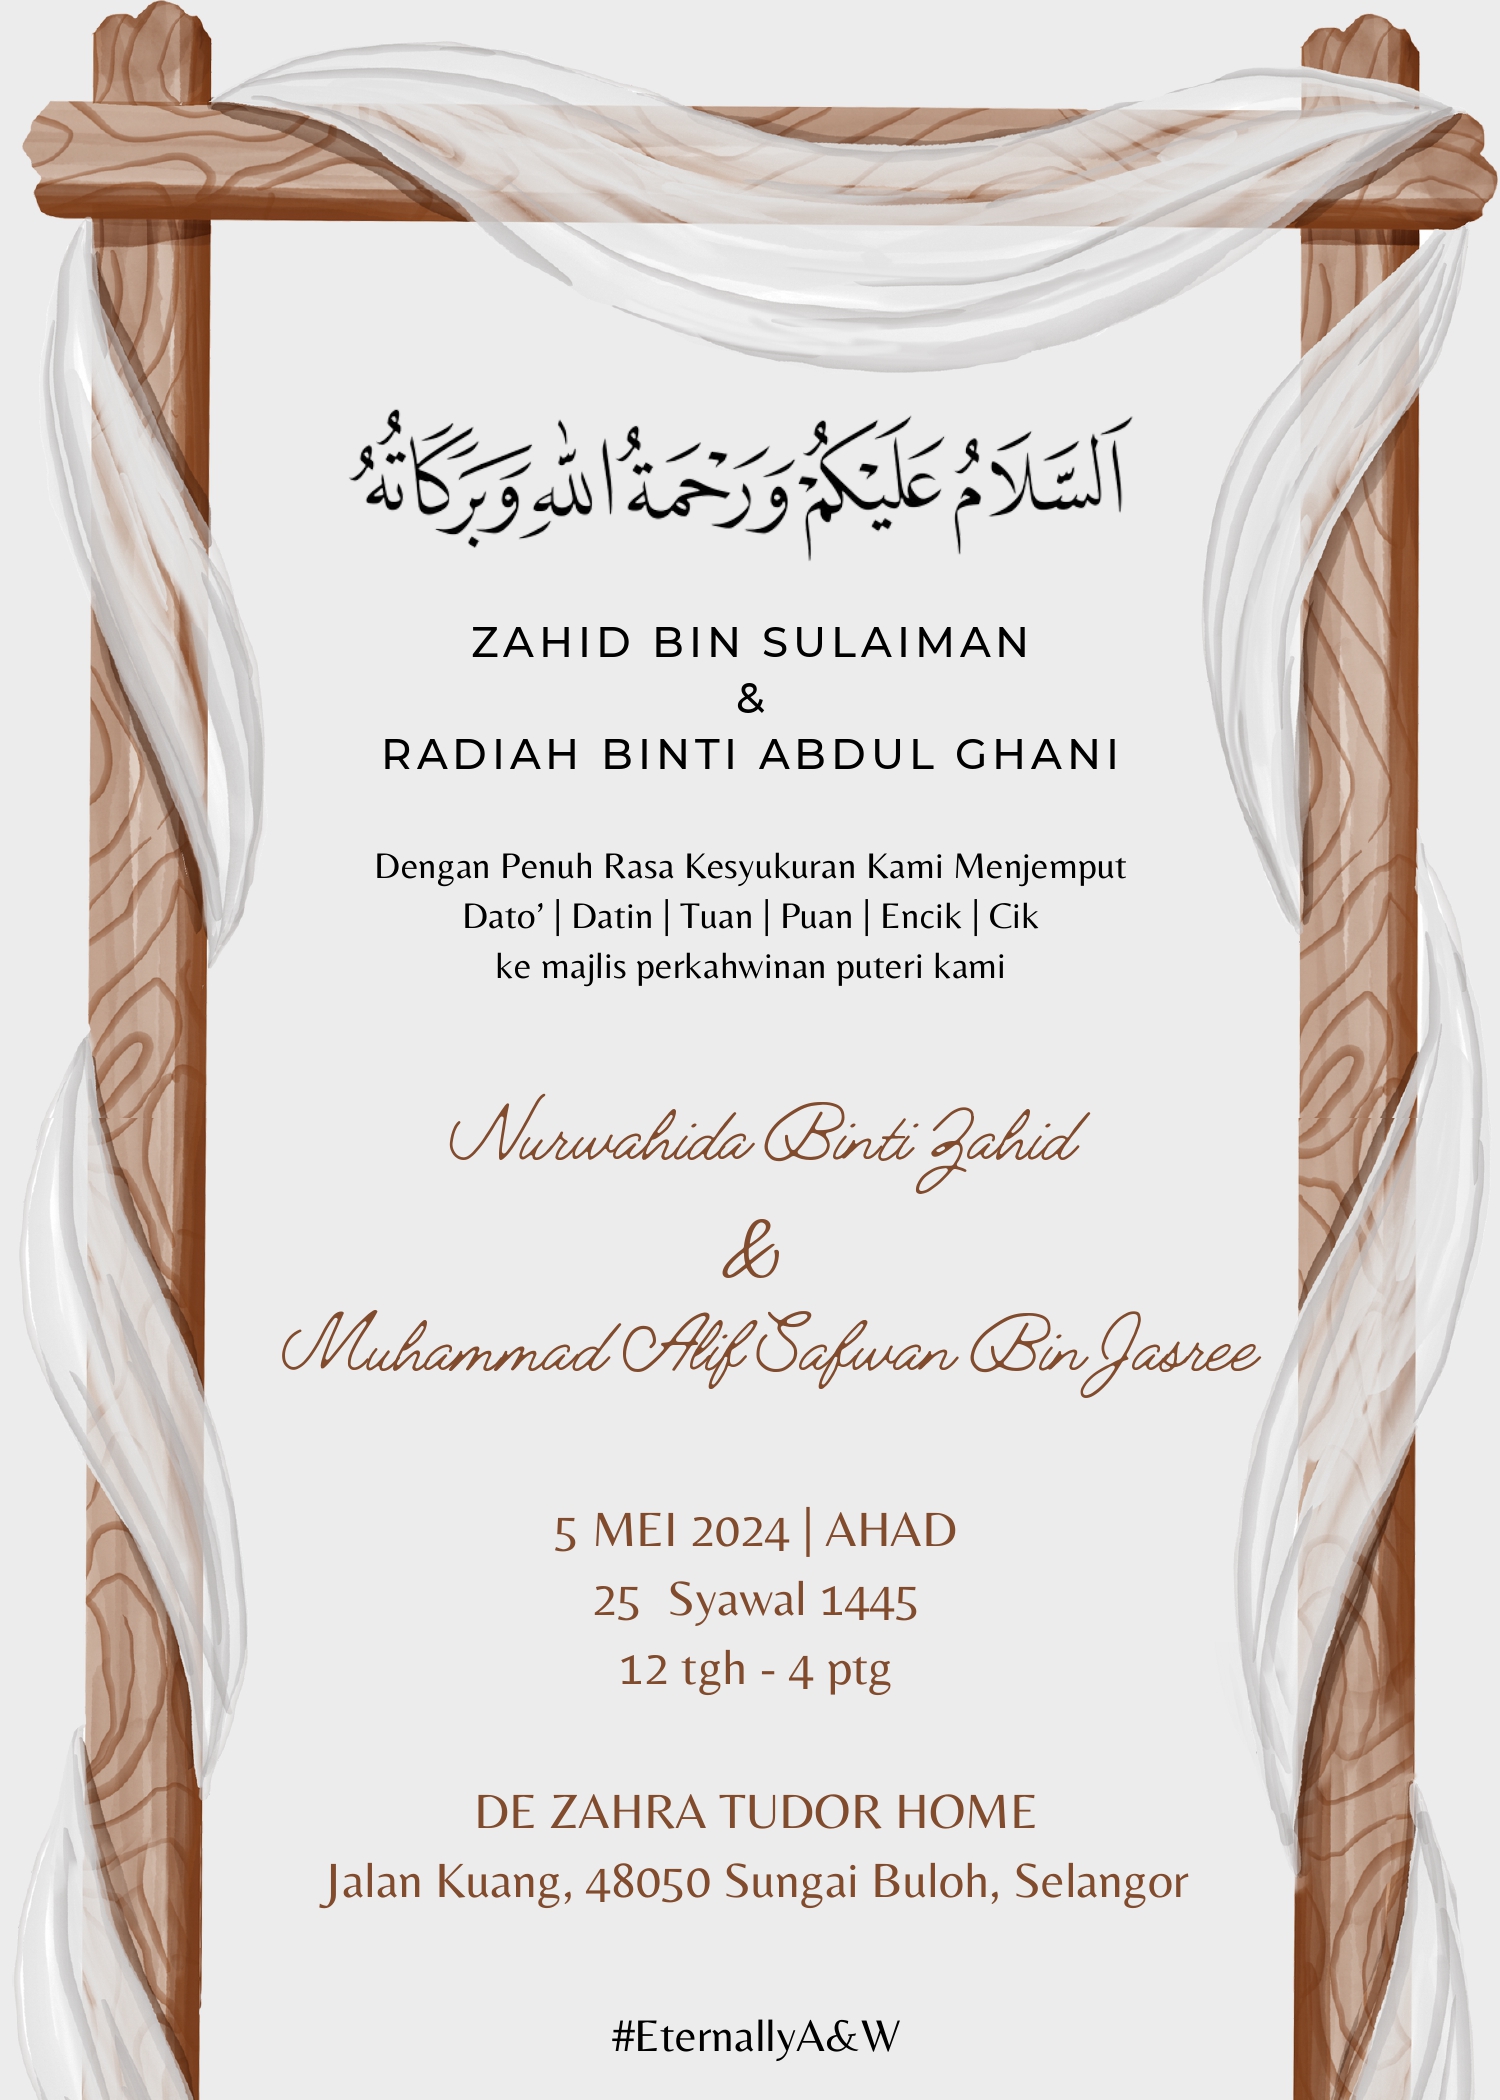 اَلسَّلَامُ عَلَيْكُمْ وَرَحْمَةُ اللهِ وَبَرَكَاتُهُ
ZAHID BIN SULAIMAN
&
RADIAH BINTI ABDUL GHANI
Dengan Penuh Rasa Kesyukuran Kami Menjemput
Dato’ | Datin | Tuan | Puan | Encik | Cik
ke majlis perkahwinan puteri kami
Nurwahida Binti Zahid
&
Muhammad Alif Safwan Bin Jasree
5 MEI 2024 | AHAD
25 Syawal 1445
12 tgh - 4 ptg
DE ZAHRA TUDOR HOME
Jalan Kuang, 48050 Sungai Buloh, Selangor
#EternallyA&W